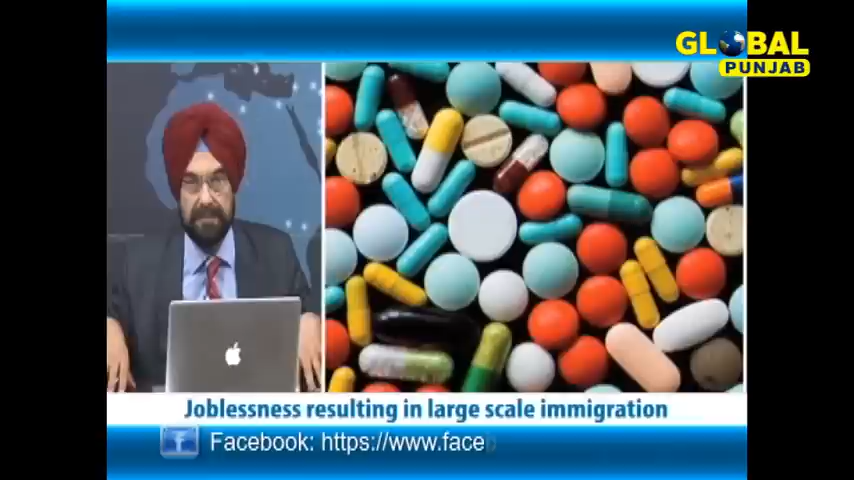 GLOBAL
PUNJAB
Joblessness resulting in large scale immigration
Facebook: https://www.face